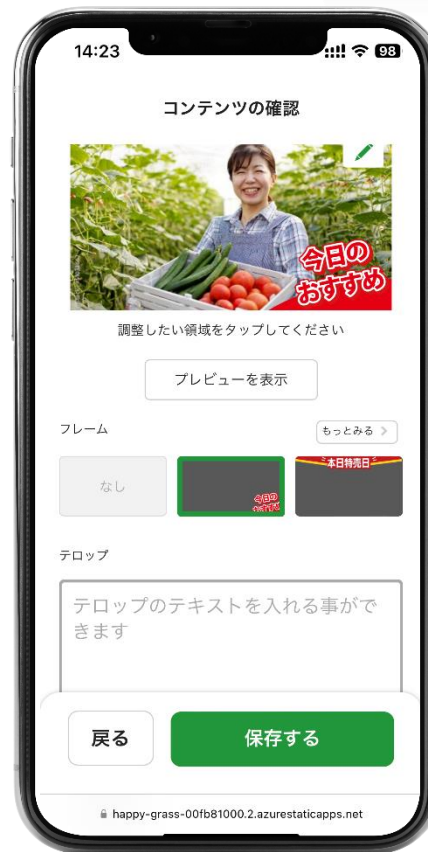 14:23
98
コンテンツの確認
今日の
おすすめ
調整したい領域をタップしてください
プレビューを表示
フレーム
もっとみる
なし
今日の
おすすめ
本日特売日
テロップ
テロップのテキストを入れる事がで
きます
戻る
保存する
happy-grass-00fb81000.2.azurestaticapps.net